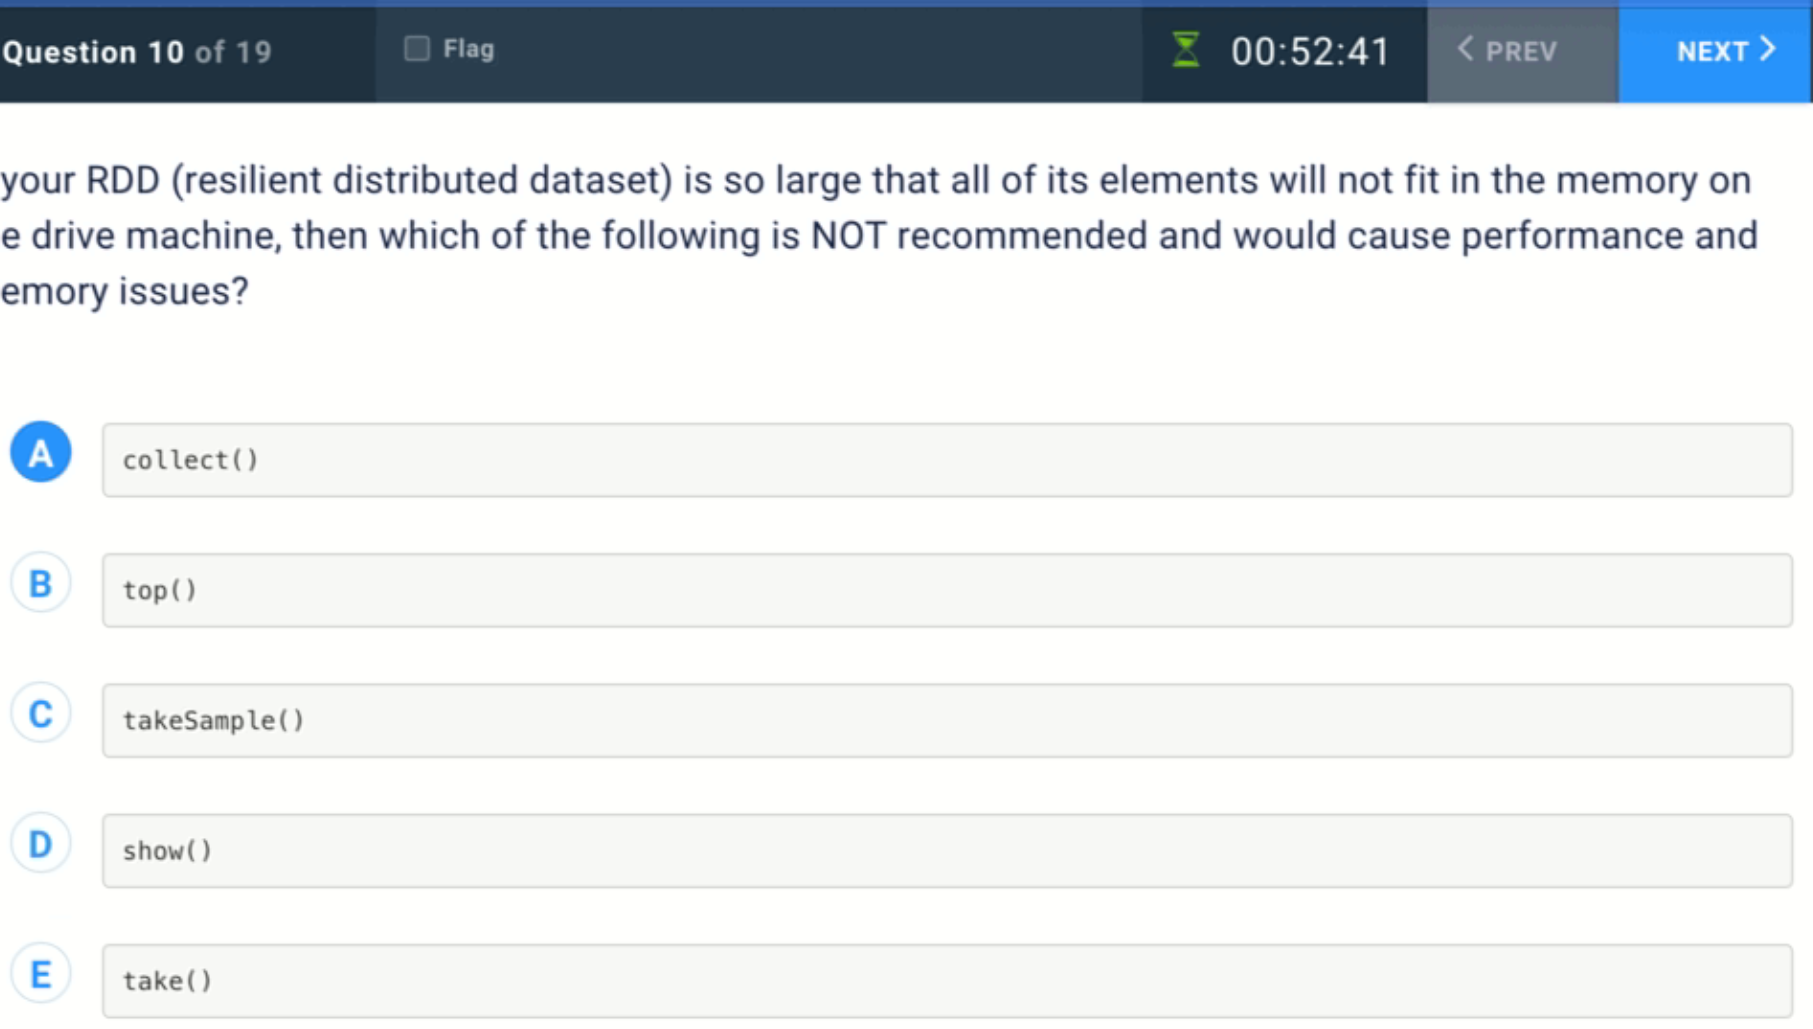 Question 10 of 19
Flag
00:52:41
PREV
NEXT
your RDD (resilient distributed dataset) is so large that all of its elements will not fit in the memory on
e drive machine, then which of the following is NOT recommended and would cause performance and
emory issues?
A
collect()
B
top()
C
takeSample()
D
show()
E
take()